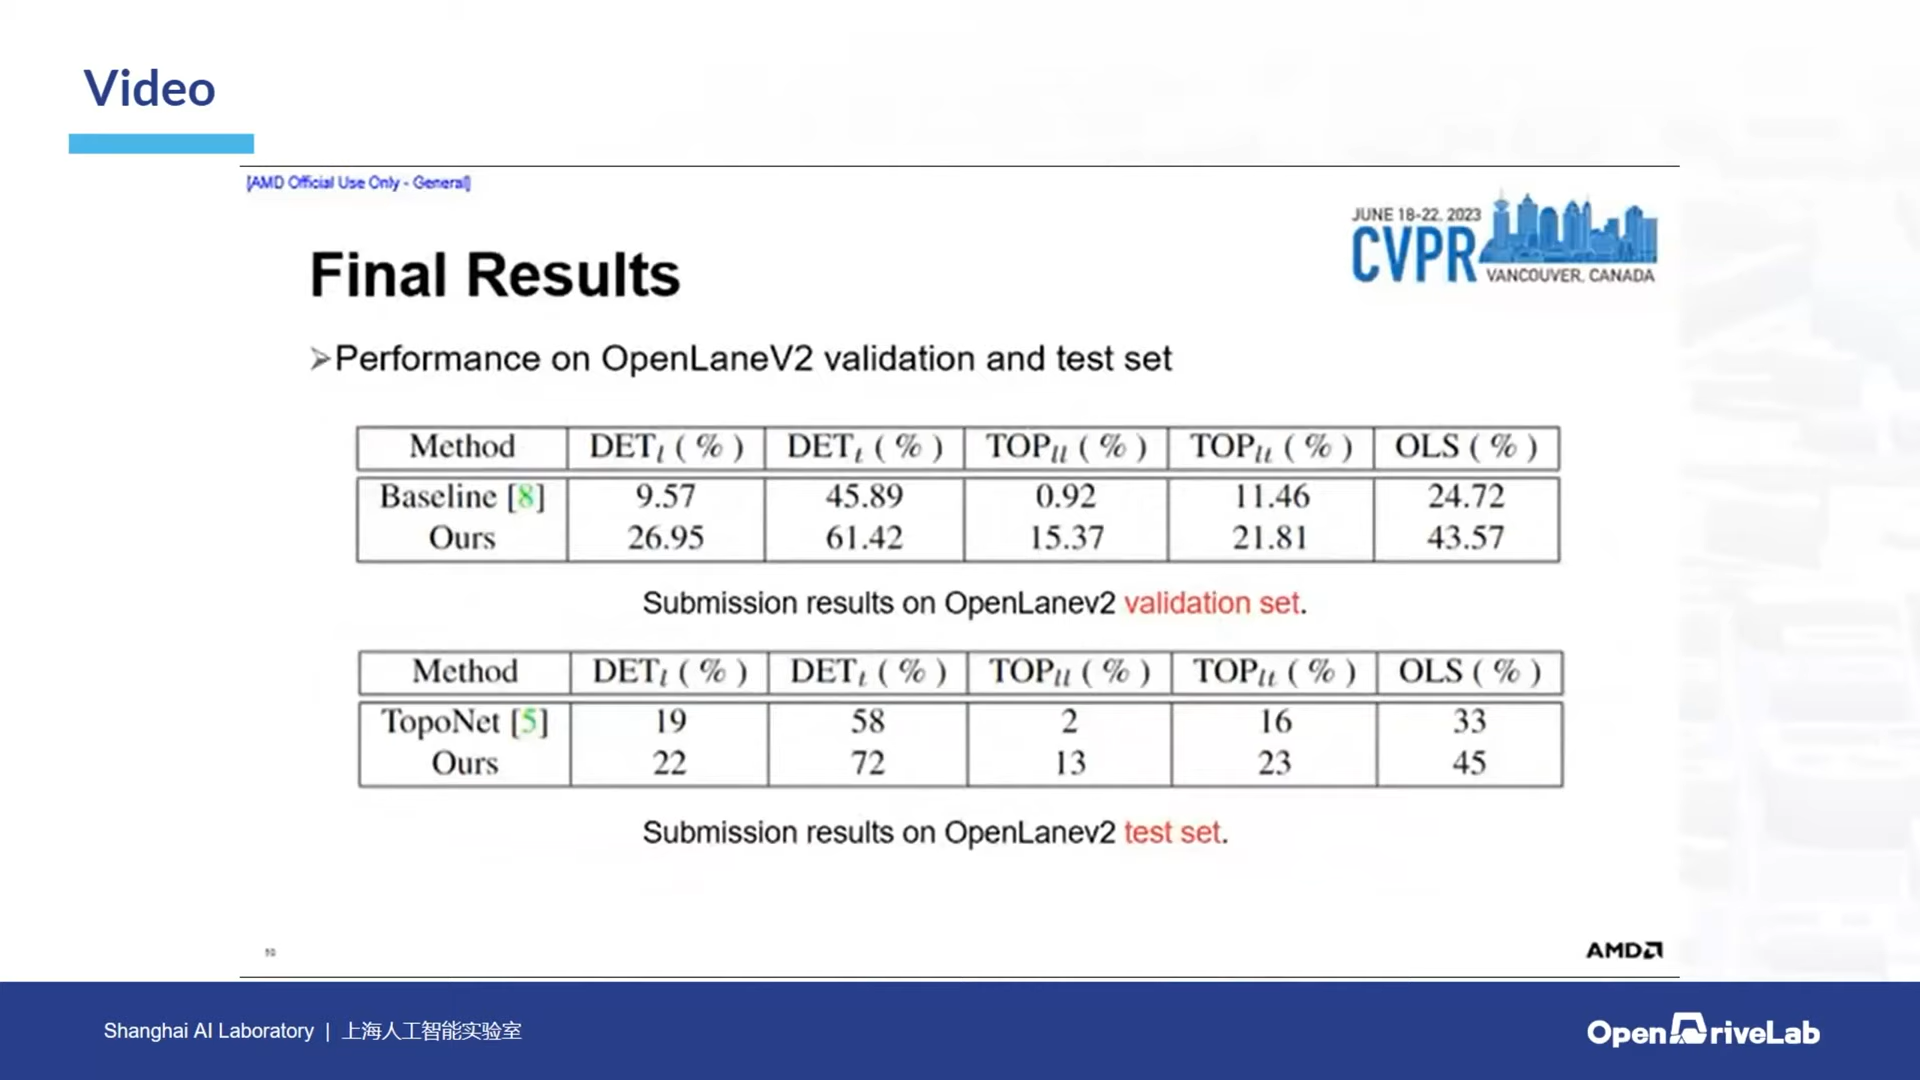 Video
[AMD Official Use Only - General]
JUNE 18-22, 2023
CVPR
VANCOUVER, CANADA
Final Results
➢Performance on OpenLaneV2 validation and test set
Method DETl ( % ) DETt ( % ) TOPll ( % ) TOPlt ( % ) OLS ( % )
Baseline [8] 9.57 45.89 0.92 11.46 24.72
Ours 26.95 61.42 15.37 21.81 43.57
Submission results on OpenLanev2 validation set.
Method DETl ( % ) DETt ( % ) TOPll ( % ) TOPlt ( % ) OLS ( % )
TopoNet [5] 19 58 2 16 33
Ours 22 72 13 23 45
Submission results on OpenLanev2 test set.
AMD
Shanghai AI Laboratory | 上海人工智能实验室
OpenDriveLab